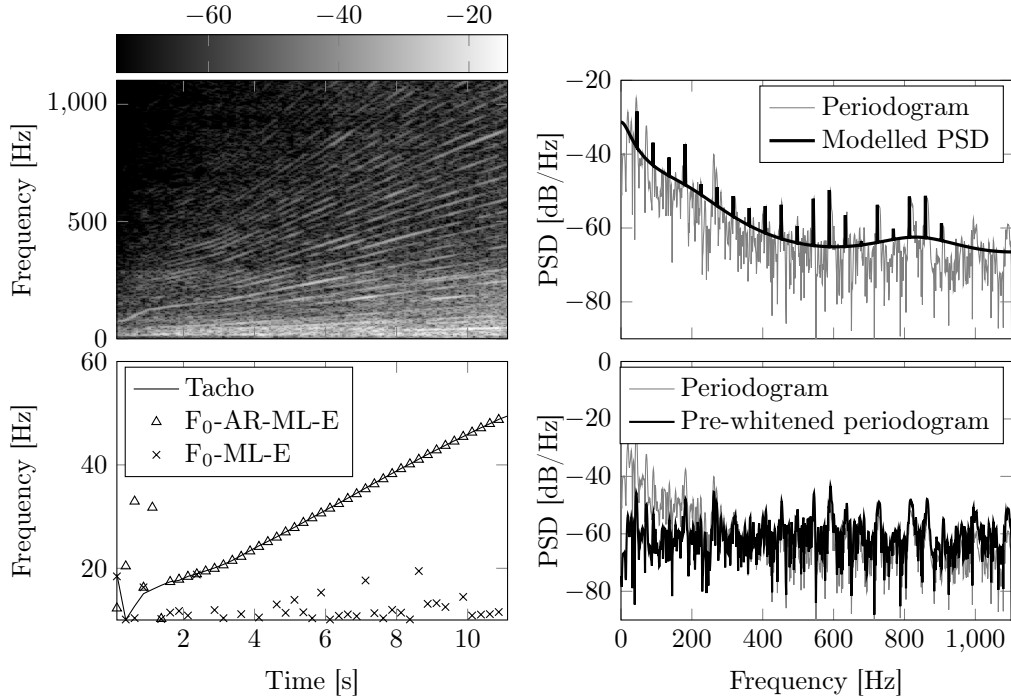 −60 −40 −20
1,000
500
0
Frequency [Hz]
−20
−40
−60
−80
PSD [dB/Hz]
Periodogram
Modelled PSD
60
40
20
Frequency [Hz]
Tacho
F₀-AR-ML-E
F₀-ML-E
2 4 6 8 10
Time [s]
0
−20
−40
−60
−80
PSD [dB/Hz]
Periodogram
Pre-whitened periodogram
0 200 400 600 800 1,000
Frequency [Hz]